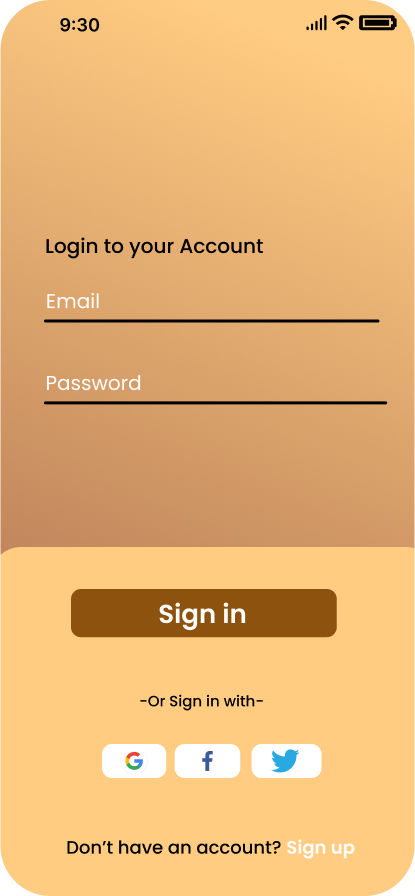 9:30
Login to your Account
Email
Password
Sign in
-Or Sign in with-
Don’t have an account? Sign up